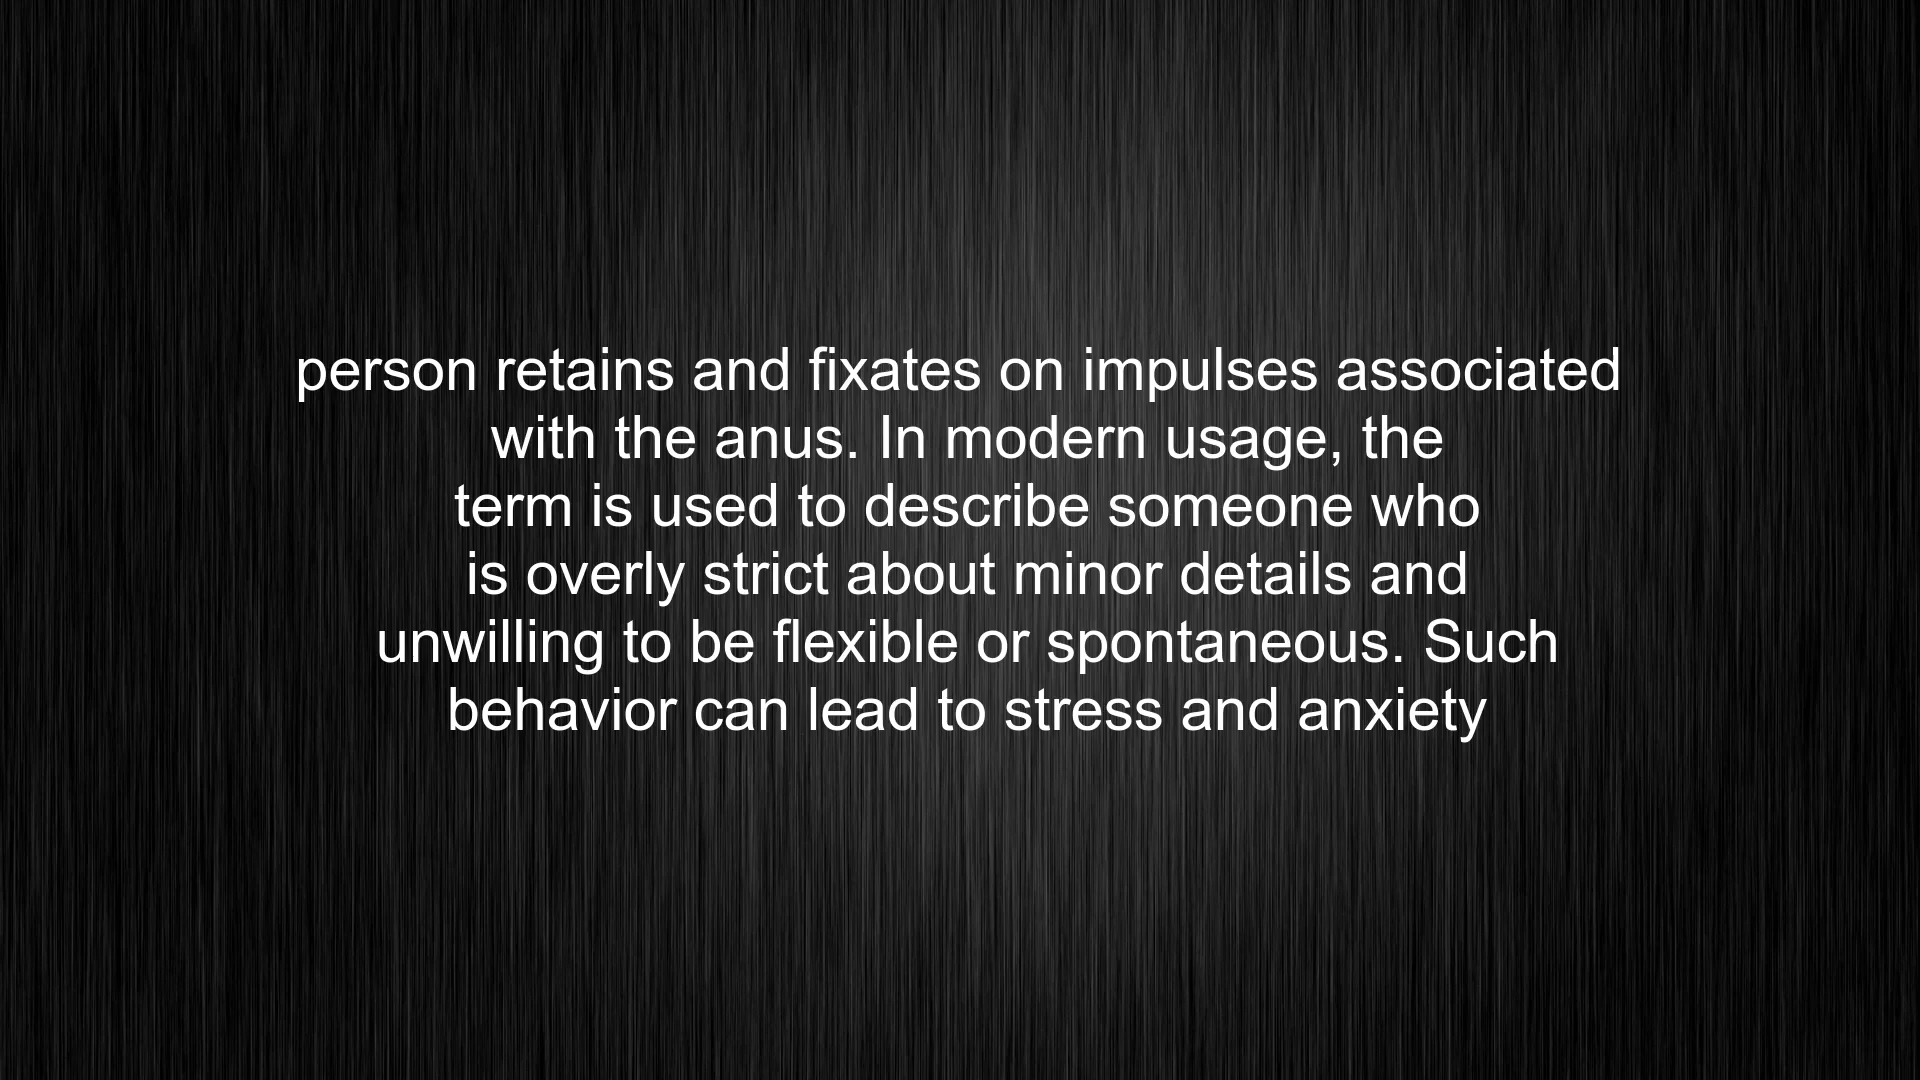 person retains and fixates on impulses associated
with the anus. In modern usage, the
term is used to describe someone who
is overly strict about minor details and
unwilling to be flexible or spontaneous. Such
behavior can lead to stress and anxiety